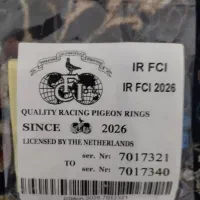 IR FCI
IR FCI 2026
FCI
QUALITY RACING PIGEON RINGS
SINCE 2026
LICENSED BY THE NETHERLANDS
ser. Nr: 7017321
TO
ser. Nr: 7017340